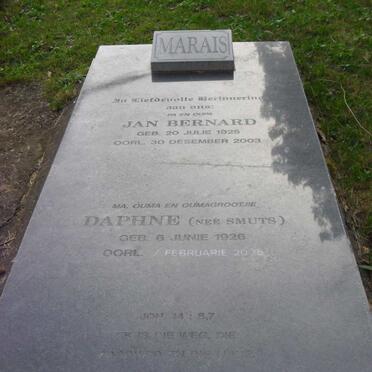 MARAIS
In Liefdevolle Herinnering
aan ons:
PA EN OUPA
JAN BERNARD
GEB. 20 JULIE 1925
OORL. 30 DESEMBER 2003
MA, OUMA EN OUMAGROOTJIE
DAPHNE (NEE SMUTS)
GEB. 6 JUNIE 1926
OORL. FEBRUARIE
JOH. 14 : 6,7
DIE WEG, DIE